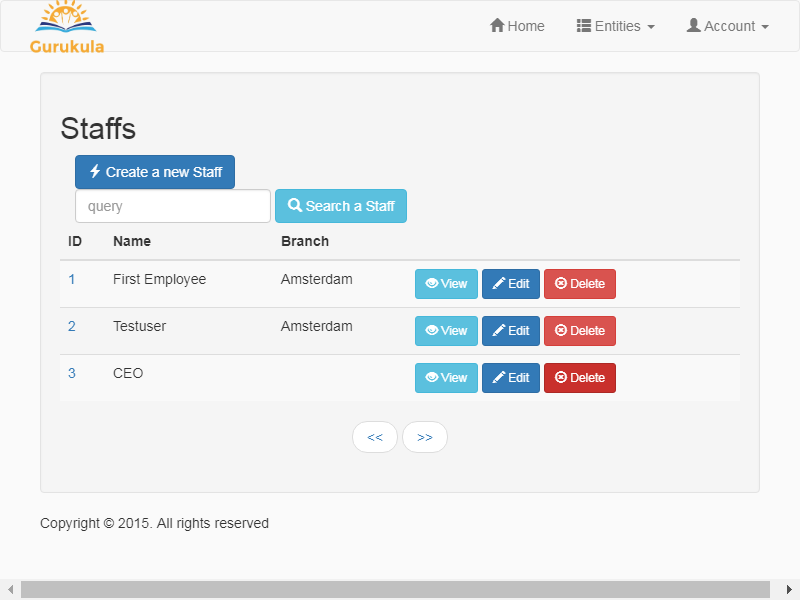 Gurukula
Home Entities Account
Staffs
Create a new Staff
query Search a Staff
ID Name Branch
1 First Employee Amsterdam View Edit Delete
2 Testuser Amsterdam View Edit Delete
3 CEO View Edit Delete
<< >>
Copyright © 2015. All rights reserved